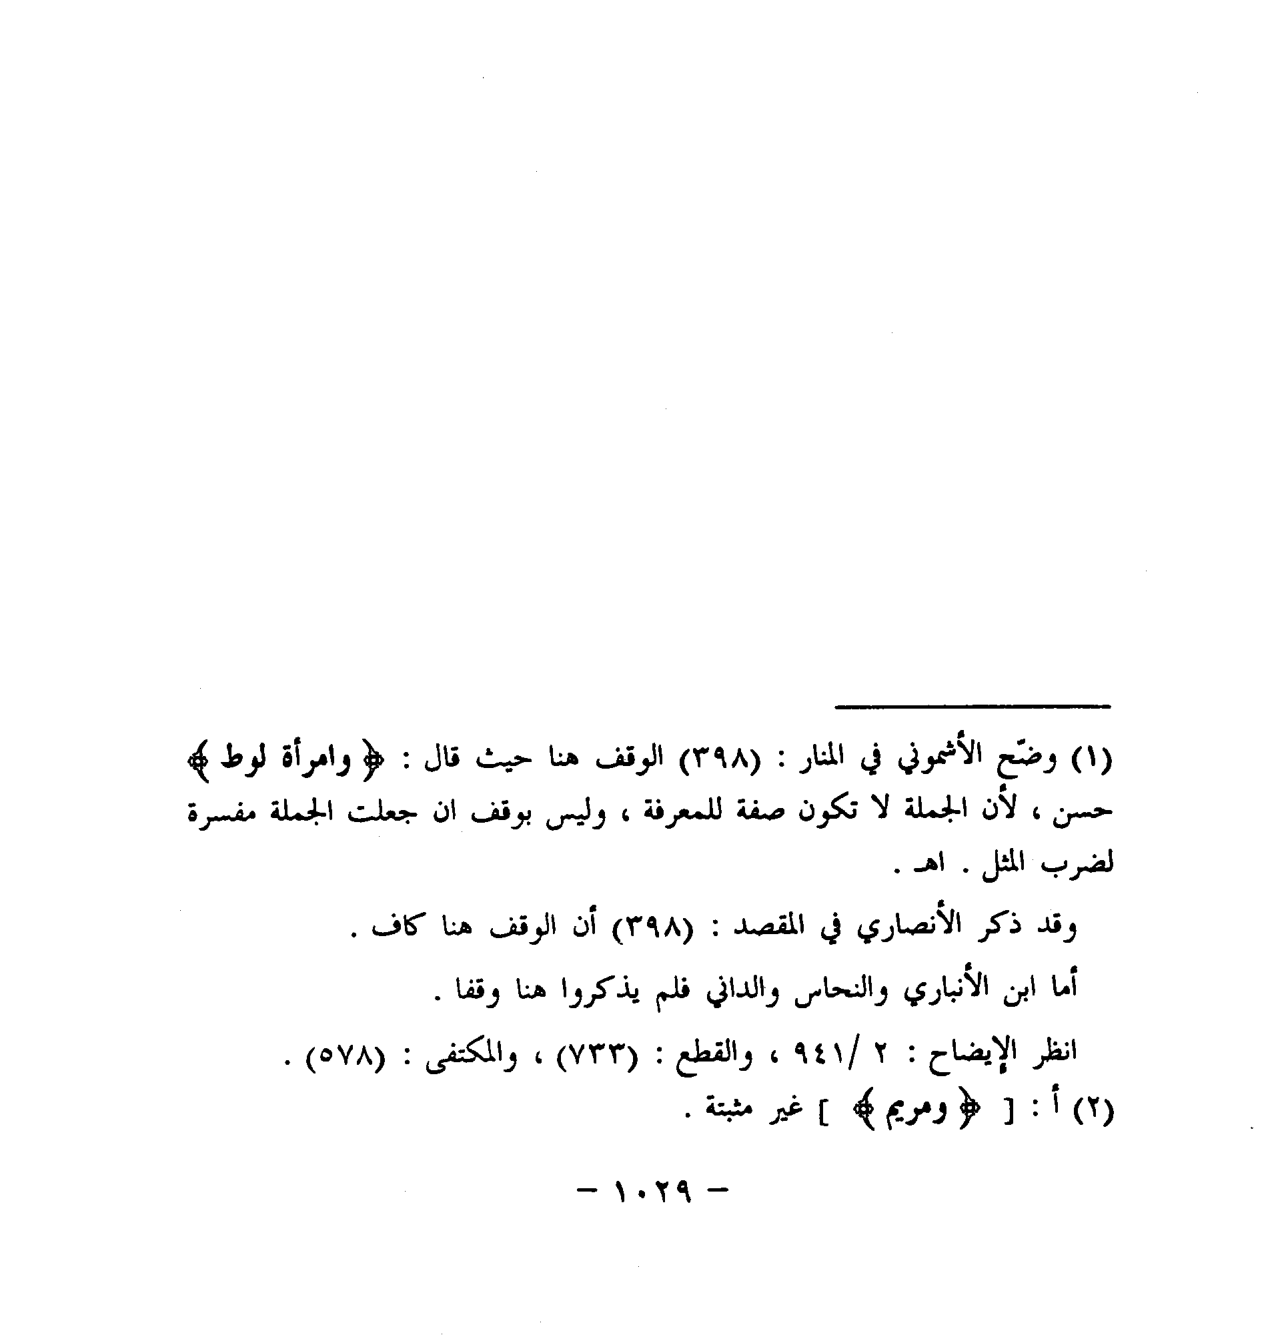 (١) وضّح الأشموني في المنار : (٣٩٨) الوقف هنا حيث قال : ﴿ وامرأة لوط ﴾
حسن ، لأن الجملة لا تكون صفة للمعرفة ، وليس بوقف ان جعلت الجملة مفسرة
لضرب المثل . اهـ .
وقد ذكر الأنصاري في المقصد : (٣٩٨) أن الوقف هنا كاف .
أما ابن الأنباري والنحاس والداني فلم يذكروا هنا وقفا .
انظر الإيضاح : ٢ /٩٤١ ، والقطع : (٧٣٣) ، والمكتفى : (٥٧٨) .
(٢) أ : [ ﴿ ومريم ﴾ ] غير مثبتة .
– ١٠٢٩ –